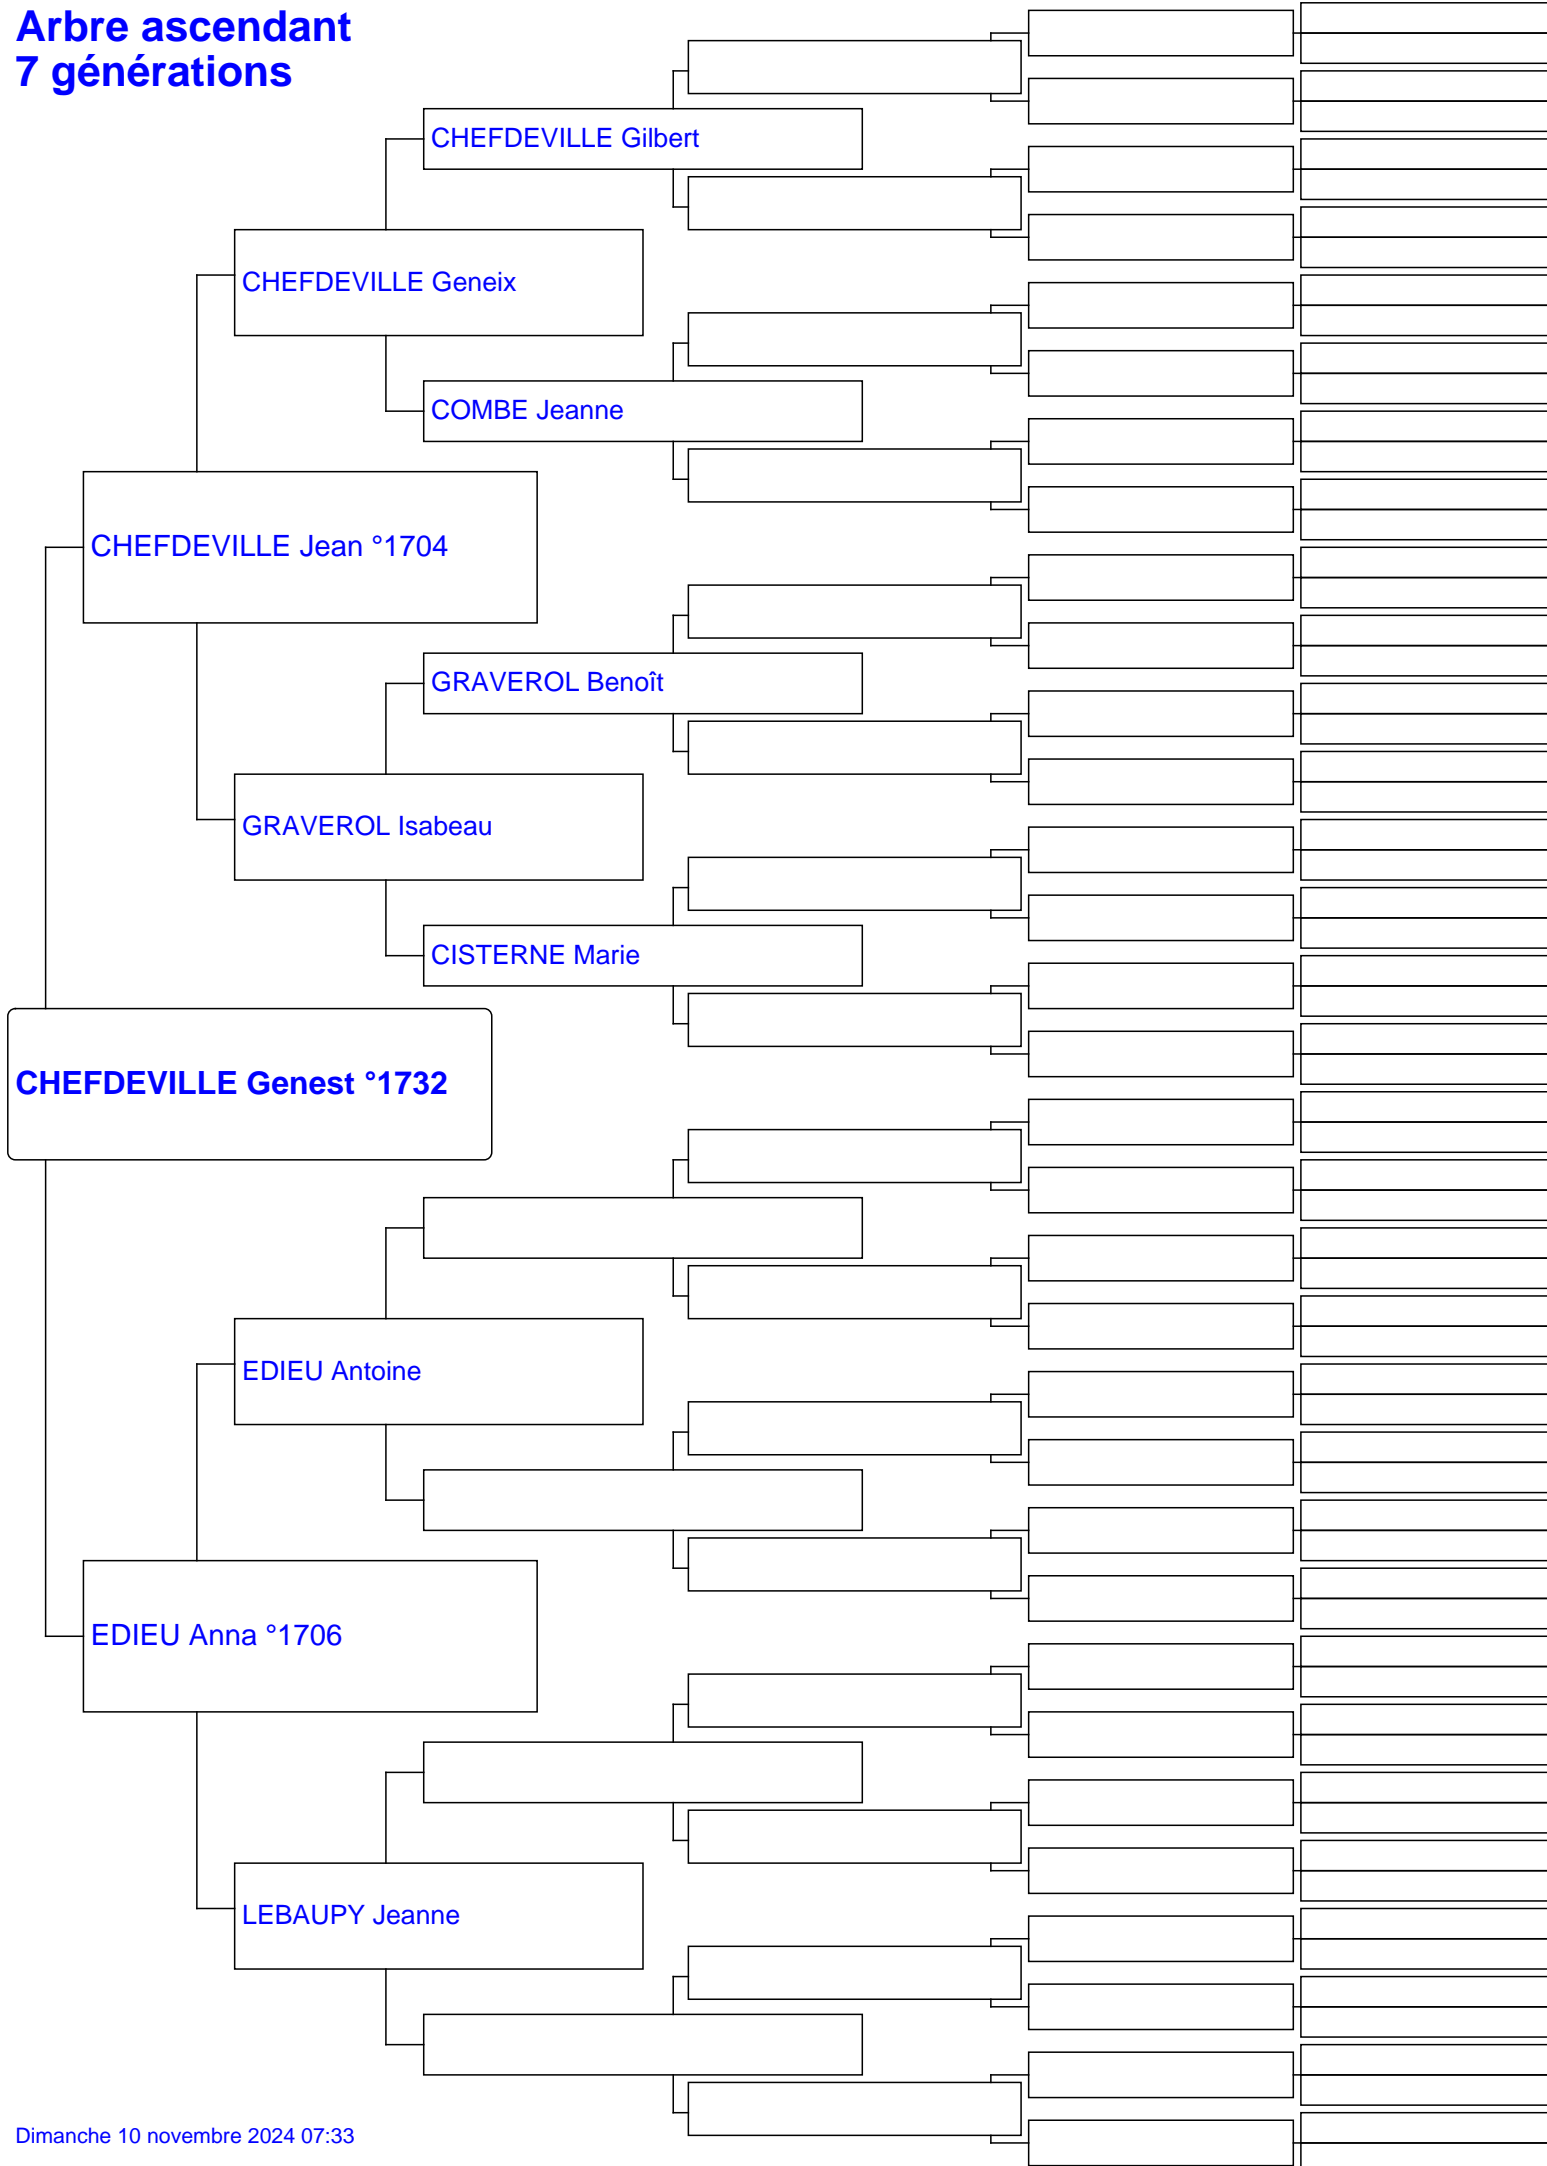 Arbre ascendant
7 générations
CHEFDEVILLE Gilbert
CHEFDEVILLE Geneix
COMBE Jeanne
CHEFDEVILLE Jean °1704
GRAVEROL Benoît
GRAVEROL Isabeau
CISTERNE Marie
CHEFDEVILLE Genest °1732
EDIEU Antoine
EDIEU Anna °1706
LEBAUPY Jeanne
Dimanche 10 novembre 2024 07:33